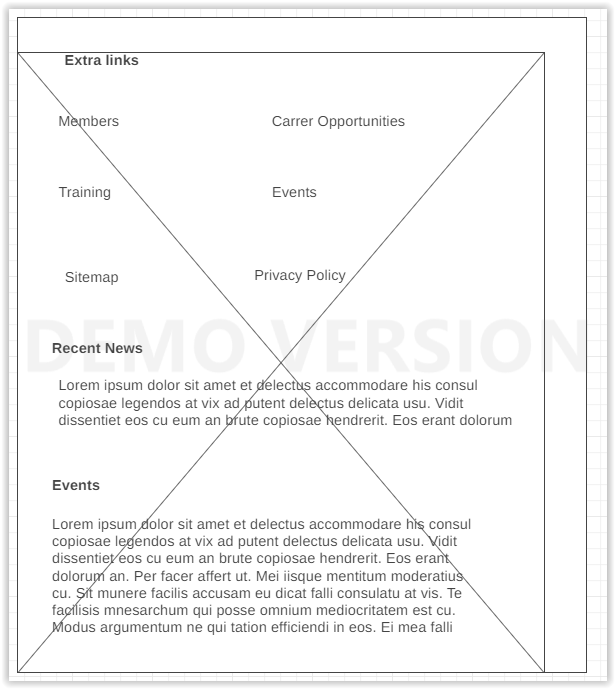 Extra links
Members Carrer Opportunities
Training Events
Sitemap Privacy Policy
DEMO VERSION
Recent News
Lorem ipsum dolor sit amet et delectus accommodare his consul
copiosae legendos at vix ad putent delectus delicata usu. Vidit
dissentiet eos cu eum an brute copiosae hendrerit. Eos erant dolorum
Events
Lorem ipsum dolor sit amet et delectus accommodare his consul
copiosae legendos at vix ad putent delectus delicata usu. Vidit
dissentiet eos cu eum an brute copiosae hendrerit. Eos erant
dolorum an. Per facer affert ut. Mei iisque mentitum moderatius
cu. Sit munere facilis accusam eu dicat falli consulatu at vis. Te
facilisis mnesarchum qui posse omnium mediocritatem est cu.
Modus argumentum ne qui tation efficiendi in eos. Ei mea falli